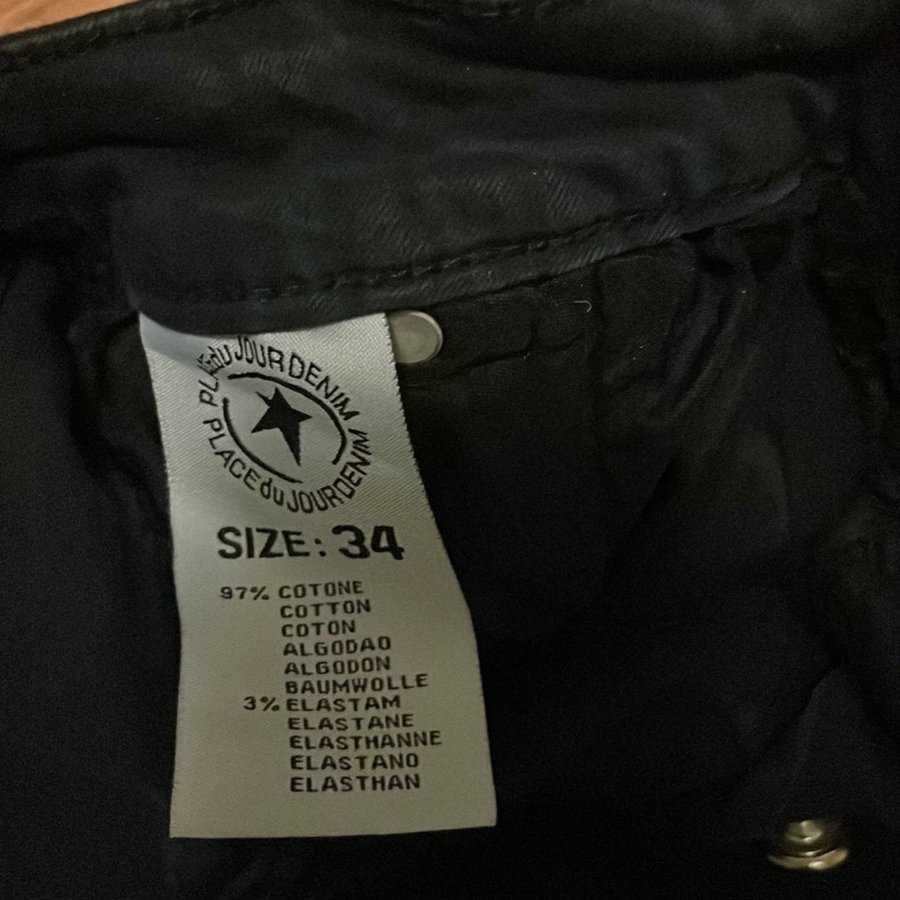 PLACE du JOUR DENIM
PLACE du JOUR DENIM
SIZE: 34
97% COTONE
COTTON
COTON
ALGODAO
ALGODON
BAUMWOLLE
3% ELASTAM
ELASTANE
ELASTHANNE
ELASTANO
ELASTHAN